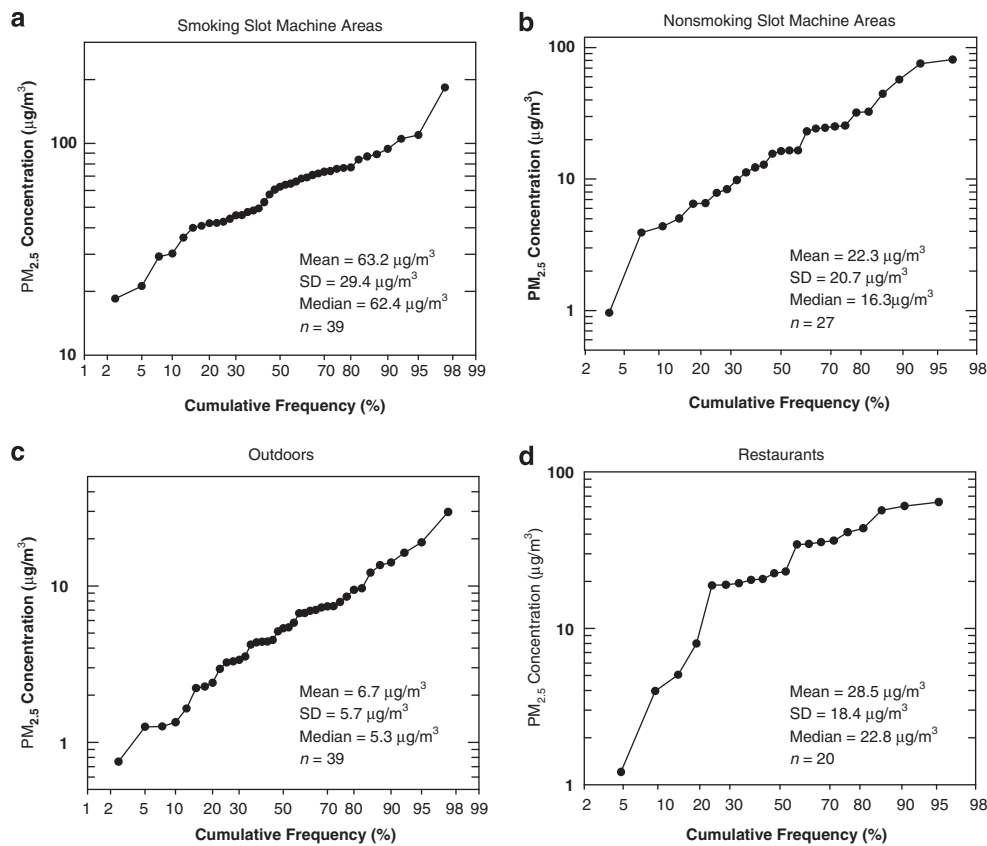 a
Smoking Slot Machine Areas
PM2.5 Concentration (μg/m³)
100
10
Mean = 63.2 μg/m³
SD = 29.4 μg/m³
Median = 62.4 μg/m³
n = 39
1 2 5 10 20 30 50 70 80 90 95 98 99
Cumulative Frequency (%)
b
Nonsmoking Slot Machine Areas
PM2.5 Concentration (μg/m³)
100
10
1
Mean = 22.3 μg/m³
SD = 20.7 μg/m³
Median = 16.3μg/m³
n = 27
2 5 10 20 30 50 70 80 90 95 98
Cumulative Frequency (%)
c
Outdoors
PM2.5 Concentration (μg/m³)
10
1
Mean = 6.7 μg/m³
SD = 5.7 μg/m³
Median = 5.3 μg/m³
n = 39
1 2 5 10 20 30 50 70 80 90 95 98 99
Cumulative Frequency (%)
d
Restaurants
PM2.5 Concentration (μg/m³)
100
10
1
Mean = 28.5 μg/m³
SD = 18.4 μg/m³
Median = 22.8 μg/m³
n = 20
2 5 10 20 30 50 70 80 90 95 98
Cumulative Frequency (%)